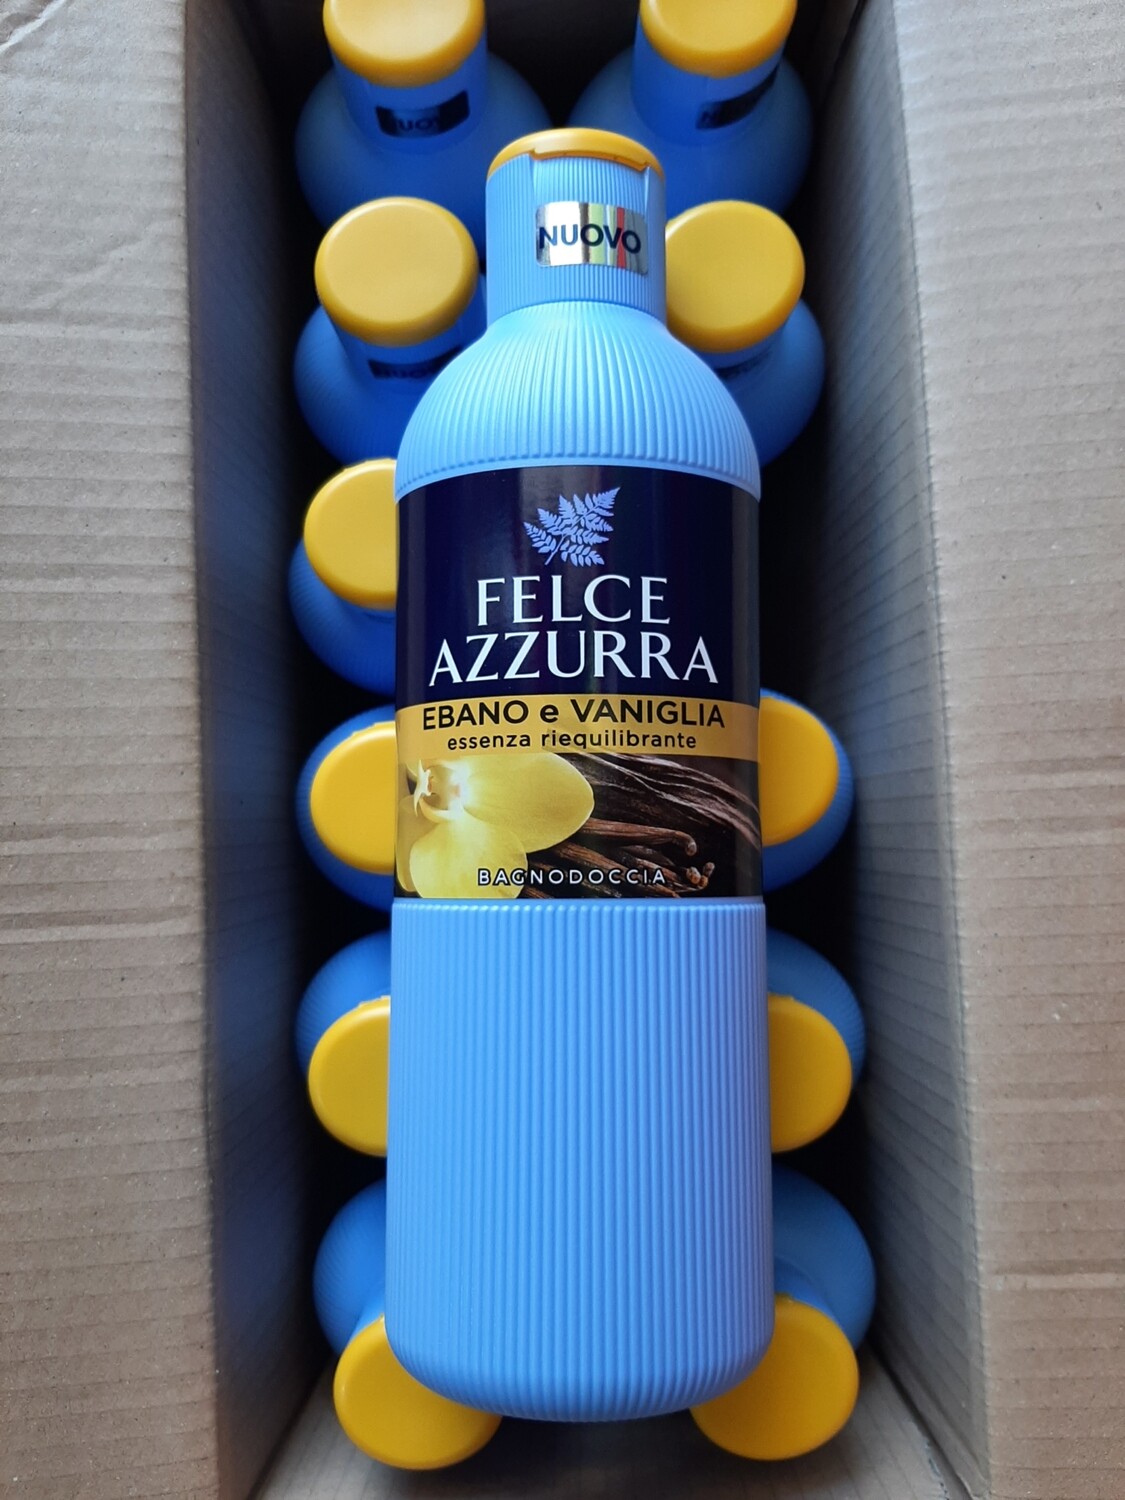 NUOVO
FELCE
AZZURRA
EBANO e VANIGLIA
essenza riequilibrante
BAGNODOCCIA